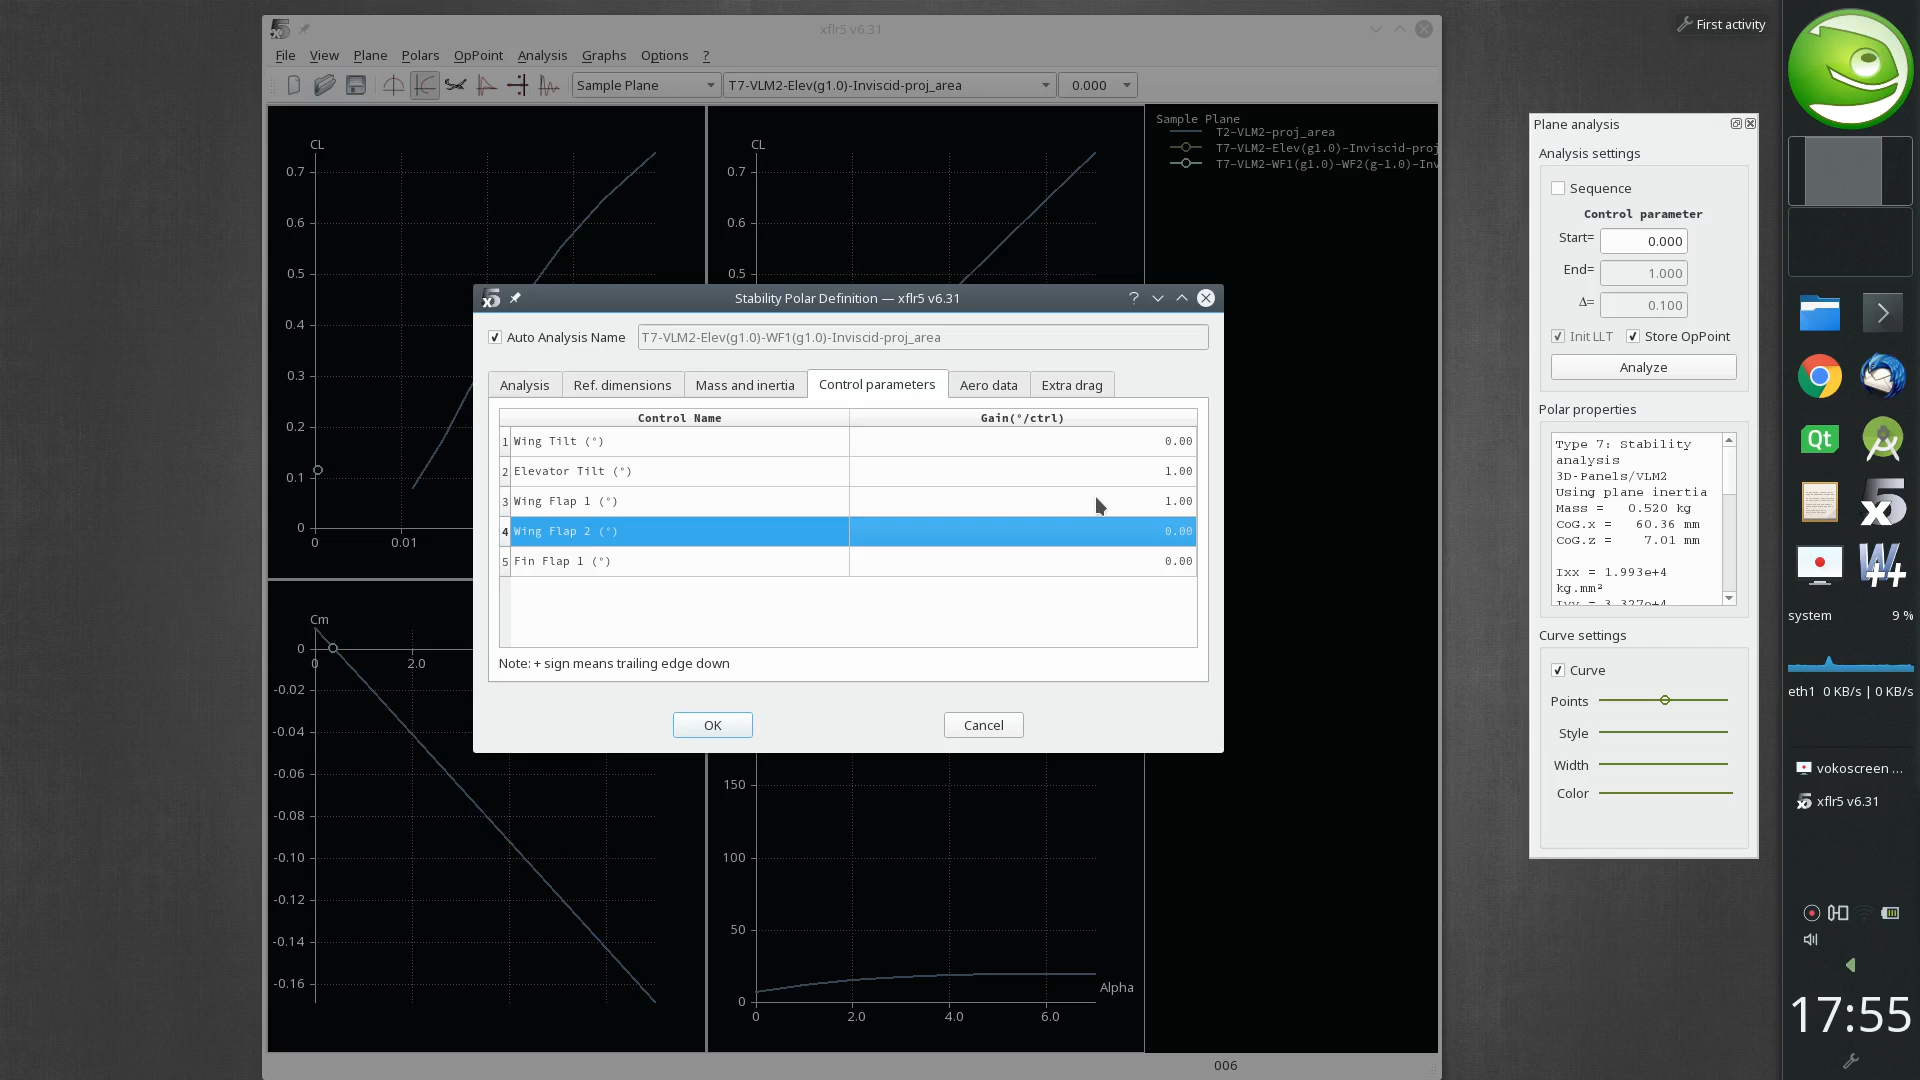 xflr5 v6.31
First activity
File View Plane Polars OpPoint Analysis Graphs Options ?
Sample Plane
T7-VLM2-Elev(g1.0)-Inviscid-proj_area
0.000
CL
0.7
0.6
0.5
0.4
0.3
0.2
0.1
0
0
0.01
CL
0.7
0.6
0.5
Sample Plane
T2-VLM2-proj_area
T7-VLM2-Elev(g1.0)-Inviscid-proj
T7-VLM2-WF1(g1.0)-WF2(g-1.0)-Inv
Stability Polar Definition — xflr5 v6.31
?
Auto Analysis Name
T7-VLM2-Elev(g1.0)-WF1(g1.0)-Inviscid-proj_area
Analysis
Ref. dimensions
Mass and inertia
Control parameters
Aero data
Extra drag
Control Name Gain(°/ctrl)
1 Wing Tilt (°) 0.00
2 Elevator Tilt (°) 1.00
3 Wing Flap 1 (°) 1.00
4 Wing Flap 2 (°) 0.00
5 Fin Flap 1 (°) 0.00
Note: + sign means trailing edge down
OK
Cancel
Cm
0
0
2.0
-0.02
-0.04
-0.06
-0.08
-0.10
-0.12
-0.14
-0.16
150
100
50
0
Alpha
0
2.0
4.0
6.0
006
Plane analysis
Analysis settings
Sequence
Control parameter
Start= 0.000
End= 1.000
Δ= 0.100
Init LLT
Store OpPoint
Analyze
Polar properties
Type 7: Stability
analysis
3D-Panels/VLM2
Using plane inertia
Mass = 0.520 kg
CoG.x = 60.36 mm
CoG.z = 7.01 mm
Ixx = 1.993e+4
kg.mm²
Iyy = 3.327e+4
Curve settings
Curve
Points
Style
Width
Color
Qt
x5
W++
system 9 %
eth1 0 KB/s | 0 KB/s
vokoscreen ...
xflr5 v6.31
17:55